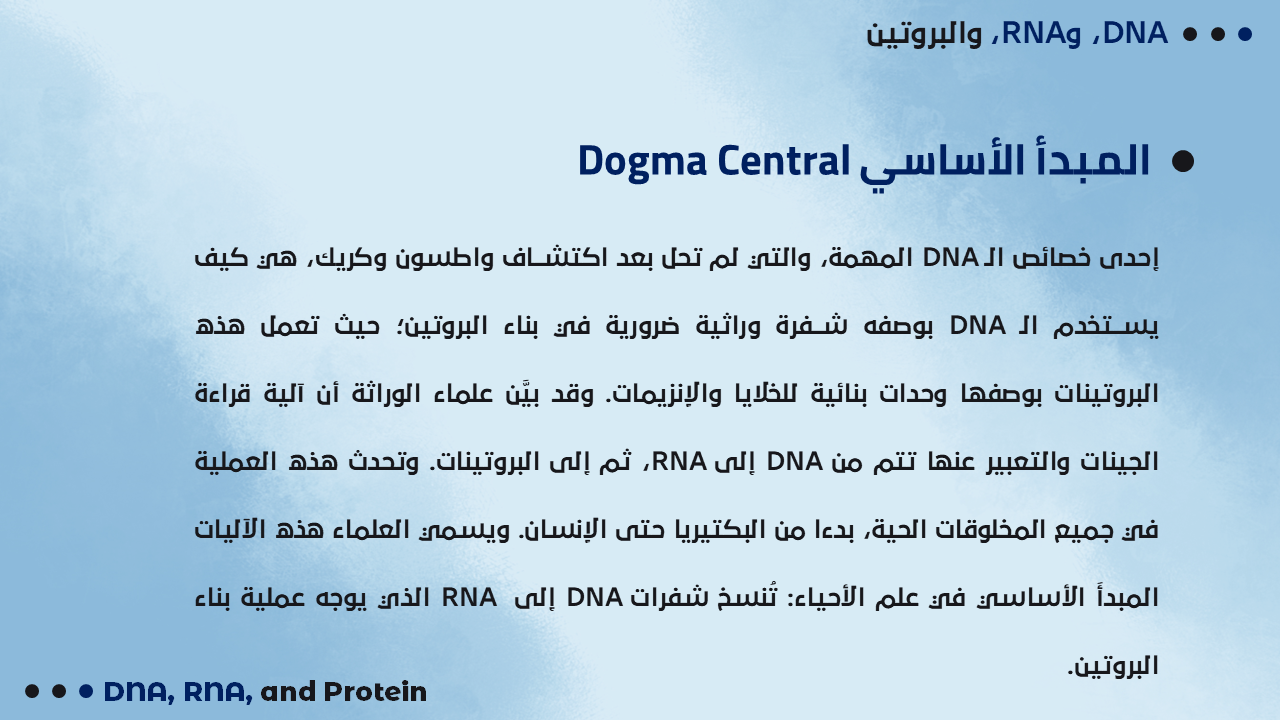 DNA، وRNA، والبروتين
المبدأ الأساسي Dogma Central
إحدى خصائص الـ DNA المهمة، والتي لم تحل بعد اكتشــاف واطسون وكريك، هي كيف
يســتخدم الـ DNA بوصفه شــفرة وراثية ضرورية في بناء البروتين؛ حيث تعمل هذه
البروتينات بوصفها وحدات بنائية للخلايا والإنزيمات. وقد بيَّن علماء الوراثة أن آلية قراءة
الجينات والتعبير عنها تتم من DNA إلى RNA، ثم إلى البروتينات. وتحدث هذه العملية
في جميع المخلوقات الحية، بدءا من البكتيريا حتى الإنسان. ويسمي العلماء هذه الآليات
المبدأَ الأساسي في علم الأحياء: تُنسخ شفرات DNA إلى RNA الذي يوجه عملية بناء
البروتين.
DNA, RNA, and Protein